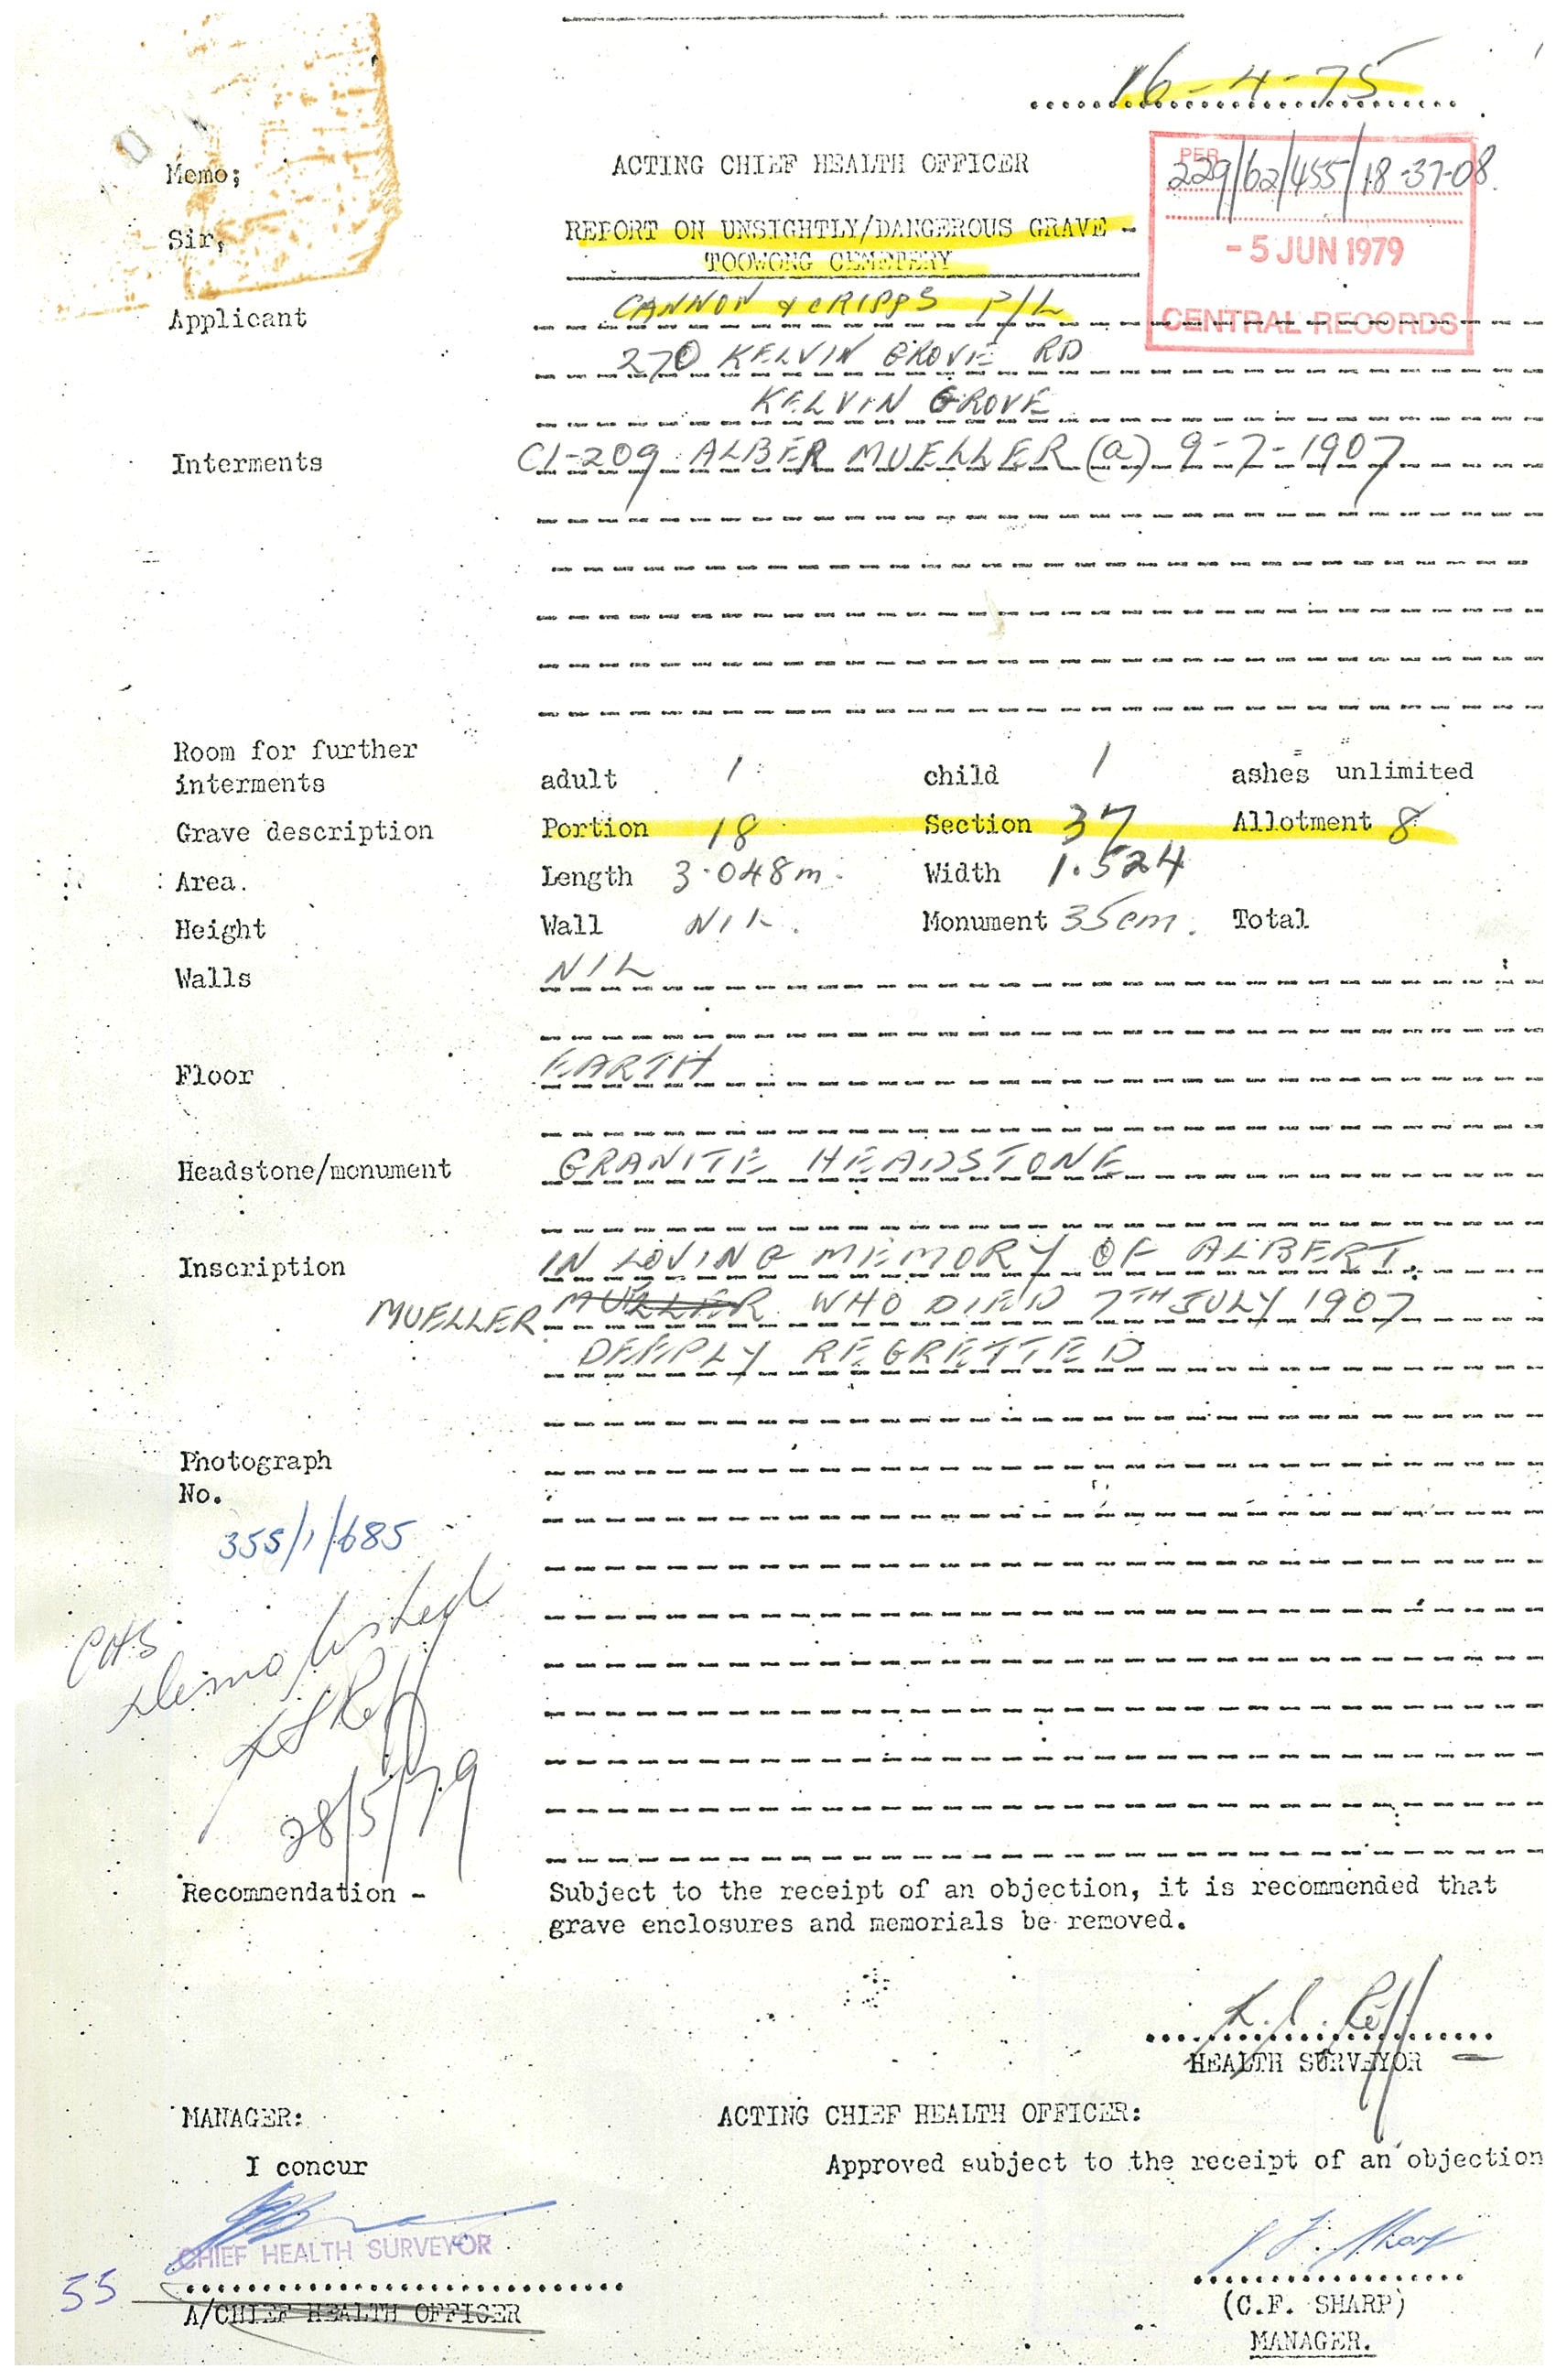 16-4-75
ACTING CHIEF HEALTH OFFICER
PER
229/62/455/18-37-08.
- 5 JUN 1979
CENTRAL RECORDS
Memo;
Sir,
REPORT ON UNSIGHTLY/DANGEROUS GRAVE -
TOOWONG CEMETERY
Applicant CANNON & CRIPPS P/L
270 KELVIN GROVE RD
KELVIN GROVE
Interments C1-209 ALBER MUELLER (a) 9-7-1907
Room for further
interments adult 1 child 1 ashes unlimited
Grave description Portion 18 Section 37 Allotment 8
Area. Length 3.048m. Width 1.524
Height Wall NIL. Monument 35cm. Total
Walls NIL
Floor EARTH
Headstone/monument GRANITE HEADSTONE
Inscription IN LOVING MEMORY OF ALBERT
MUELLER MULLER WHO DIED 7TH JULY 1907
DEEPLY REGRETTED
Photograph
No.
355/1/685
CHS
demolished
28/5/79
Recommendation - Subject to the receipt of an objection, it is recommended that
grave enclosures and memorials be removed.
HEALTH SURVEYOR
MANAGER: ACTING CHIEF HEALTH OFFICER:
I concur Approved subject to the receipt of an objection
CHIEF HEALTH SURVEYOR
55
A/CHIEF HEALTH OFFICER
(C.F. SHARP)
MANAGER.